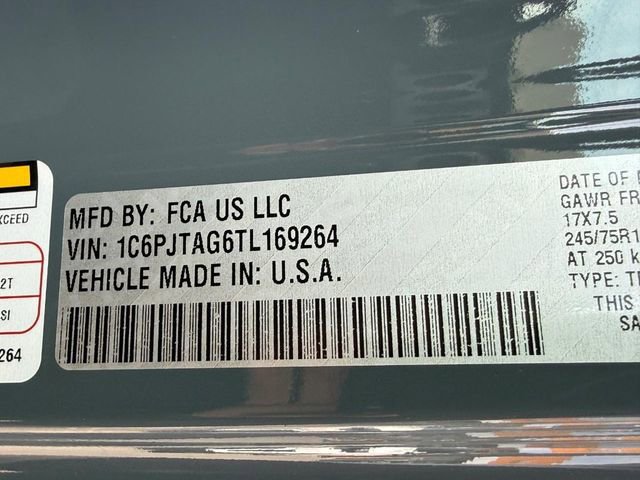 XCEED
2T
SI
264
MFD BY: FCA US LLC
VIN: 1C6PJTAG6TL169264
VEHICLE MADE IN: U.S.A.
DATE OF
GAWR FR
17X7.5
245/75R1
AT 250 k
TYPE: T
THIS
SA